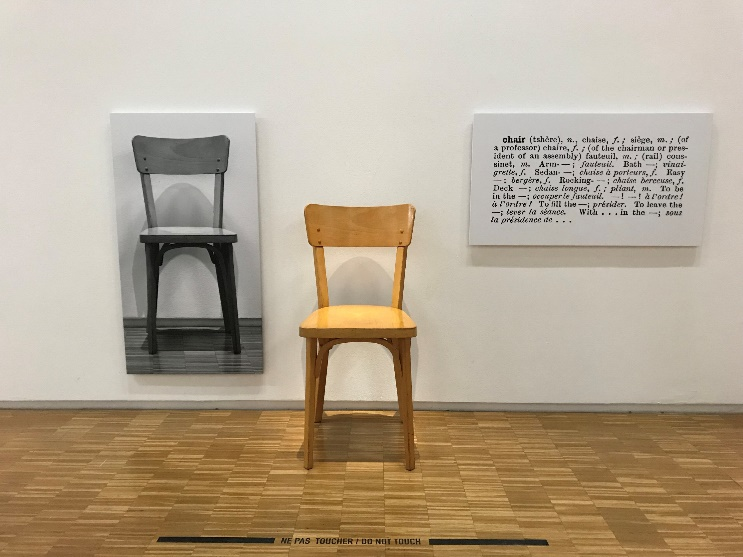 chair (tshère), n., chaise, f. ; siège, m. ; (of
a professor) chaire, f. ; (of the chairman or pres-
ident of an assembly) fauteuil, m. ; (rail) cous-
sinet, m. Arm- — ; fauteuil. Bath — ; vinai-
grette, f. Sedan- — ; chaise à porteurs, f. Easy
— ; bergère, f. Rocking- — ; chaise berceuse, f.
Deck — ; chaise longue, f. ; pliant, m. To be
in the — ; occuper le fauteuil. — ! — ! à l'ordre !
à l'ordre ! To fill the — ; présider. To leave the
— ; lever la séance. With . . . in the — ; sous
la présidence de . . .
NE PAS TOUCHER / DO NOT TOUCH